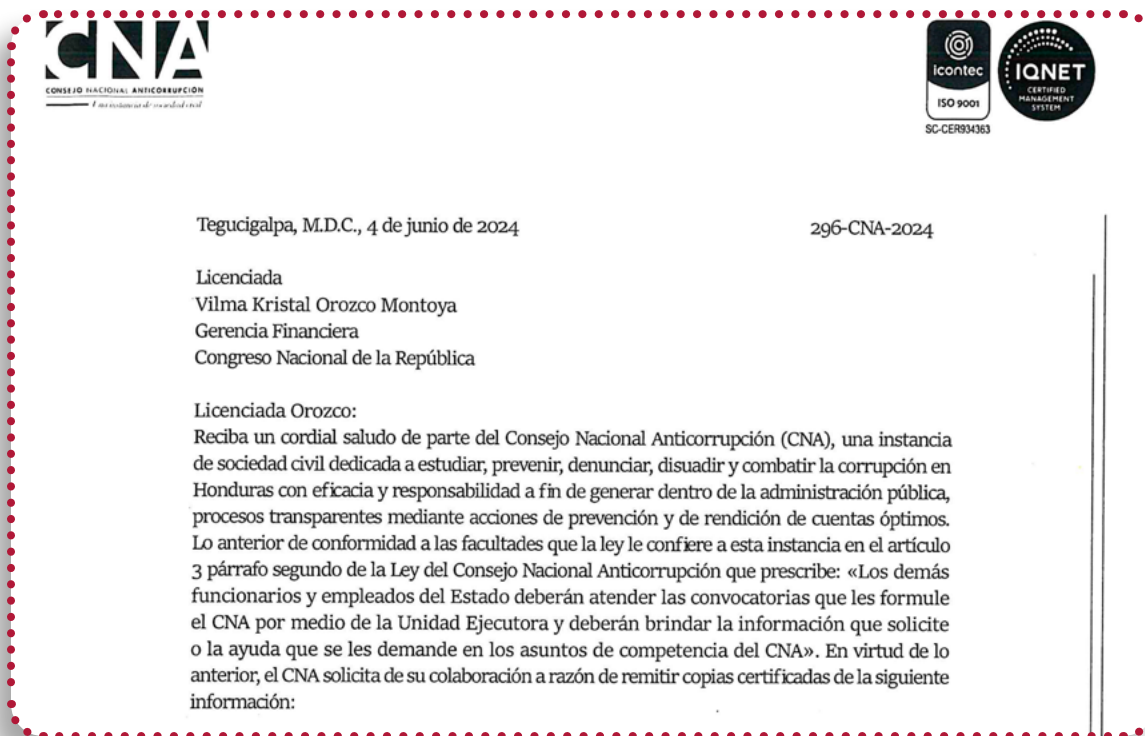 CNA
CONSEJO NACIONAL ANTICORRUPCIÓN
Una instancia de sociedad civil
icontec
ISO 9001
SC-CER934363
IQNET
CERTIFIED
MANAGEMENT
SYSTEM
Tegucigalpa, M.D.C., 4 de junio de 2024 296-CNA-2024
Licenciada
Vilma Kristal Orozco Montoya
Gerencia Financiera
Congreso Nacional de la República
Licenciada Orozco:
Reciba un cordial saludo de parte del Consejo Nacional Anticorrupción (CNA), una instancia
de sociedad civil dedicada a estudiar, prevenir, denunciar, disuadir y combatir la corrupción en
Honduras con eficacia y responsabilidad a fin de generar dentro de la administración pública,
procesos transparentes mediante acciones de prevención y de rendición de cuentas óptimos.
Lo anterior de conformidad a las facultades que la ley le confiere a esta instancia en el artículo
3 párrafo segundo de la Ley del Consejo Nacional Anticorrupción que prescribe: «Los demás
funcionarios y empleados del Estado deberán atender las convocatorias que les formule
el CNA por medio de la Unidad Ejecutora y deberán brindar la información que solicite
o la ayuda que se les demande en los asuntos de competencia del CNA». En virtud de lo
anterior, el CNA solicita de su colaboración a razón de remitir copias certificadas de la siguiente
información: